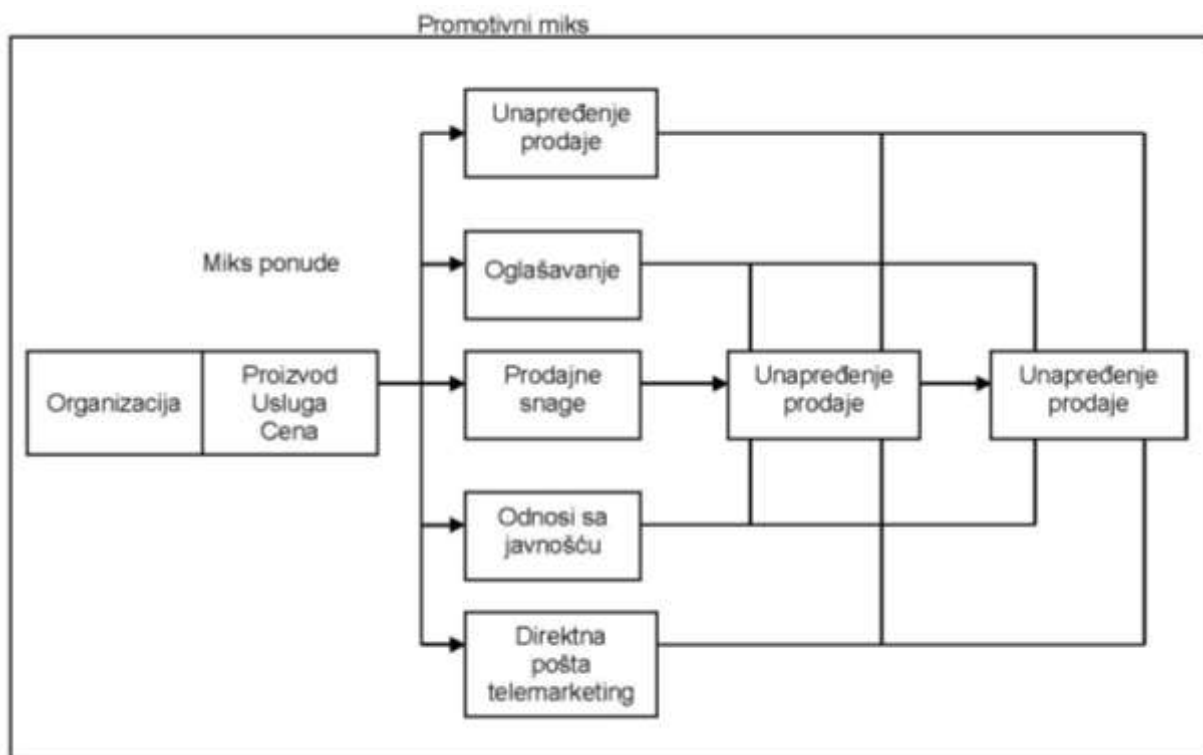 Promotivni miks
Unapređenje
prodaje
Miks ponude
Oglašavanje
Organizacija
Proizvod
Usluga
Cena
Prodajne
snage
Unapređenje
prodaje
Unapređenje
prodaje
Odnosi sa
javnošću
Direktna
pošta
telemarketing